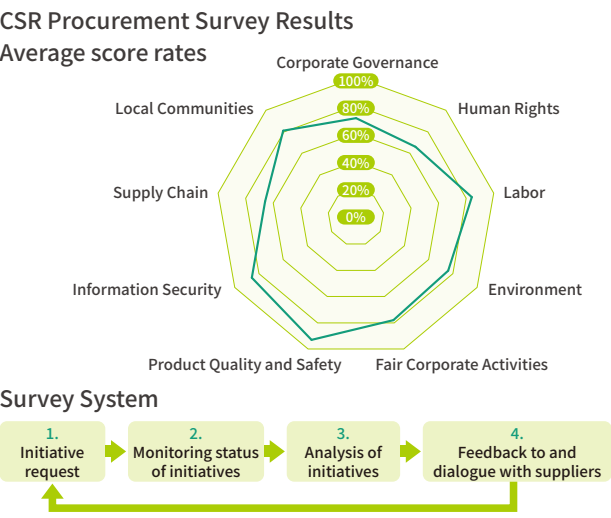 CSR Procurement Survey Results
Average score rates
Corporate Governance
100%
Local Communities
80%
Human Rights
60%
40%
Supply Chain
20%
Labor
0%
Information Security
Environment
Product Quality and Safety
Fair Corporate Activities
Survey System
1.
Initiative
request
2.
Monitoring status
of initiatives
3.
Analysis of
initiatives
4.
Feedback to and
dialogue with suppliers